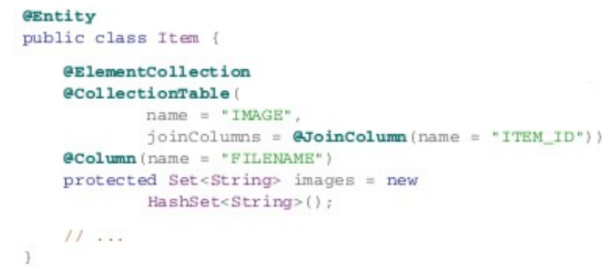 @Entity
public class Item {
@ElementCollection
@CollectionTable(
name = "IMAGE",
joinColumns = @JoinColumn(name = "ITEM_ID"))
@Column(name = "FILENAME")
protected Set<String> images = new
HashSet<String>();
// ...
}